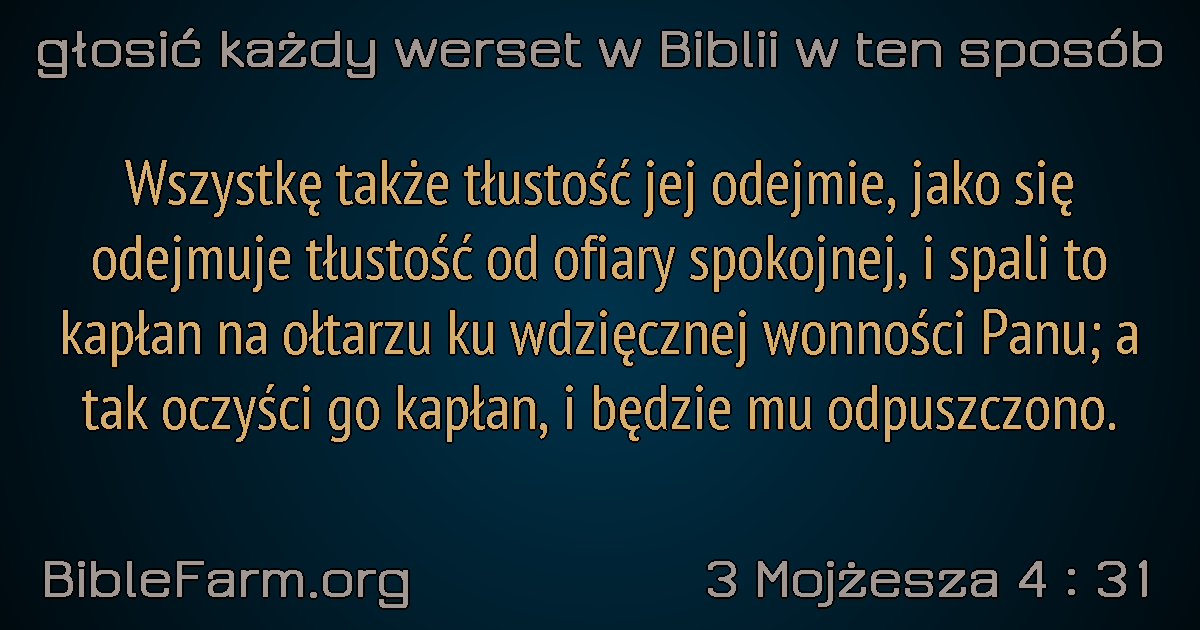 głosić każdy werset w Biblii w ten sposób
Wszystkę także tłustość jej odejmie, jako się
odejmuje tłustość od ofiary spokojnej, i spali to
kapłan na ołtarzu ku wdzięcznej wonności Panu; a
tak oczyści go kapłan, i będzie mu odpuszczono.
BibleFarm.org
3 Mojżesza 4 : 31